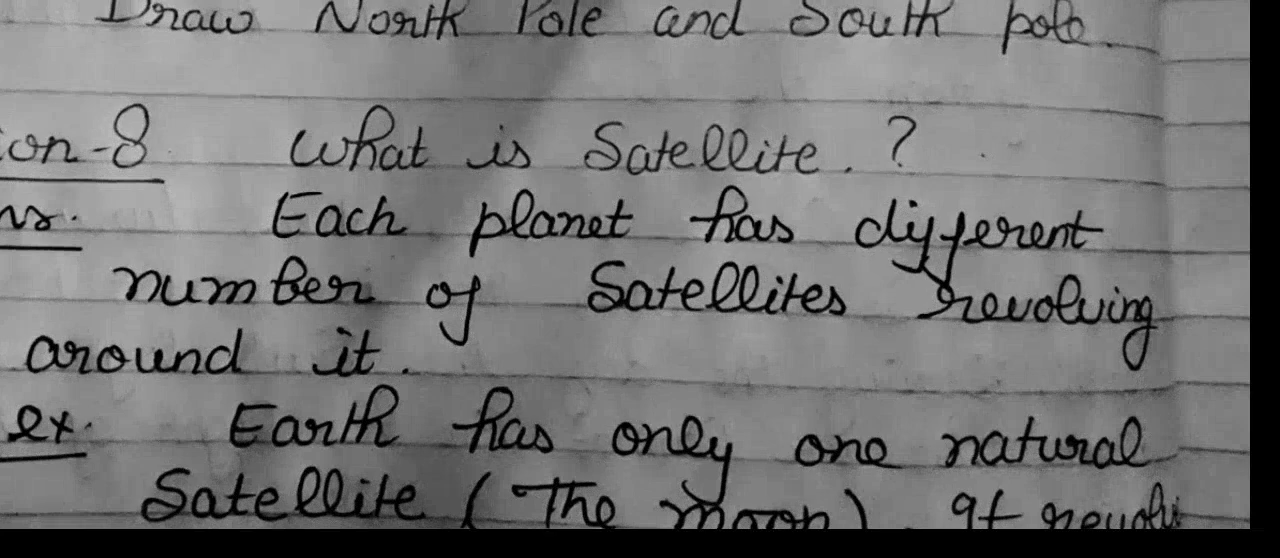 Draw North Pole and South pole.
ion-8 What is Satellite. ?
ns. Each planet has different
number of Satellites revolving
around it.
ex. Earth has only one natural
Satellite (The moon). It